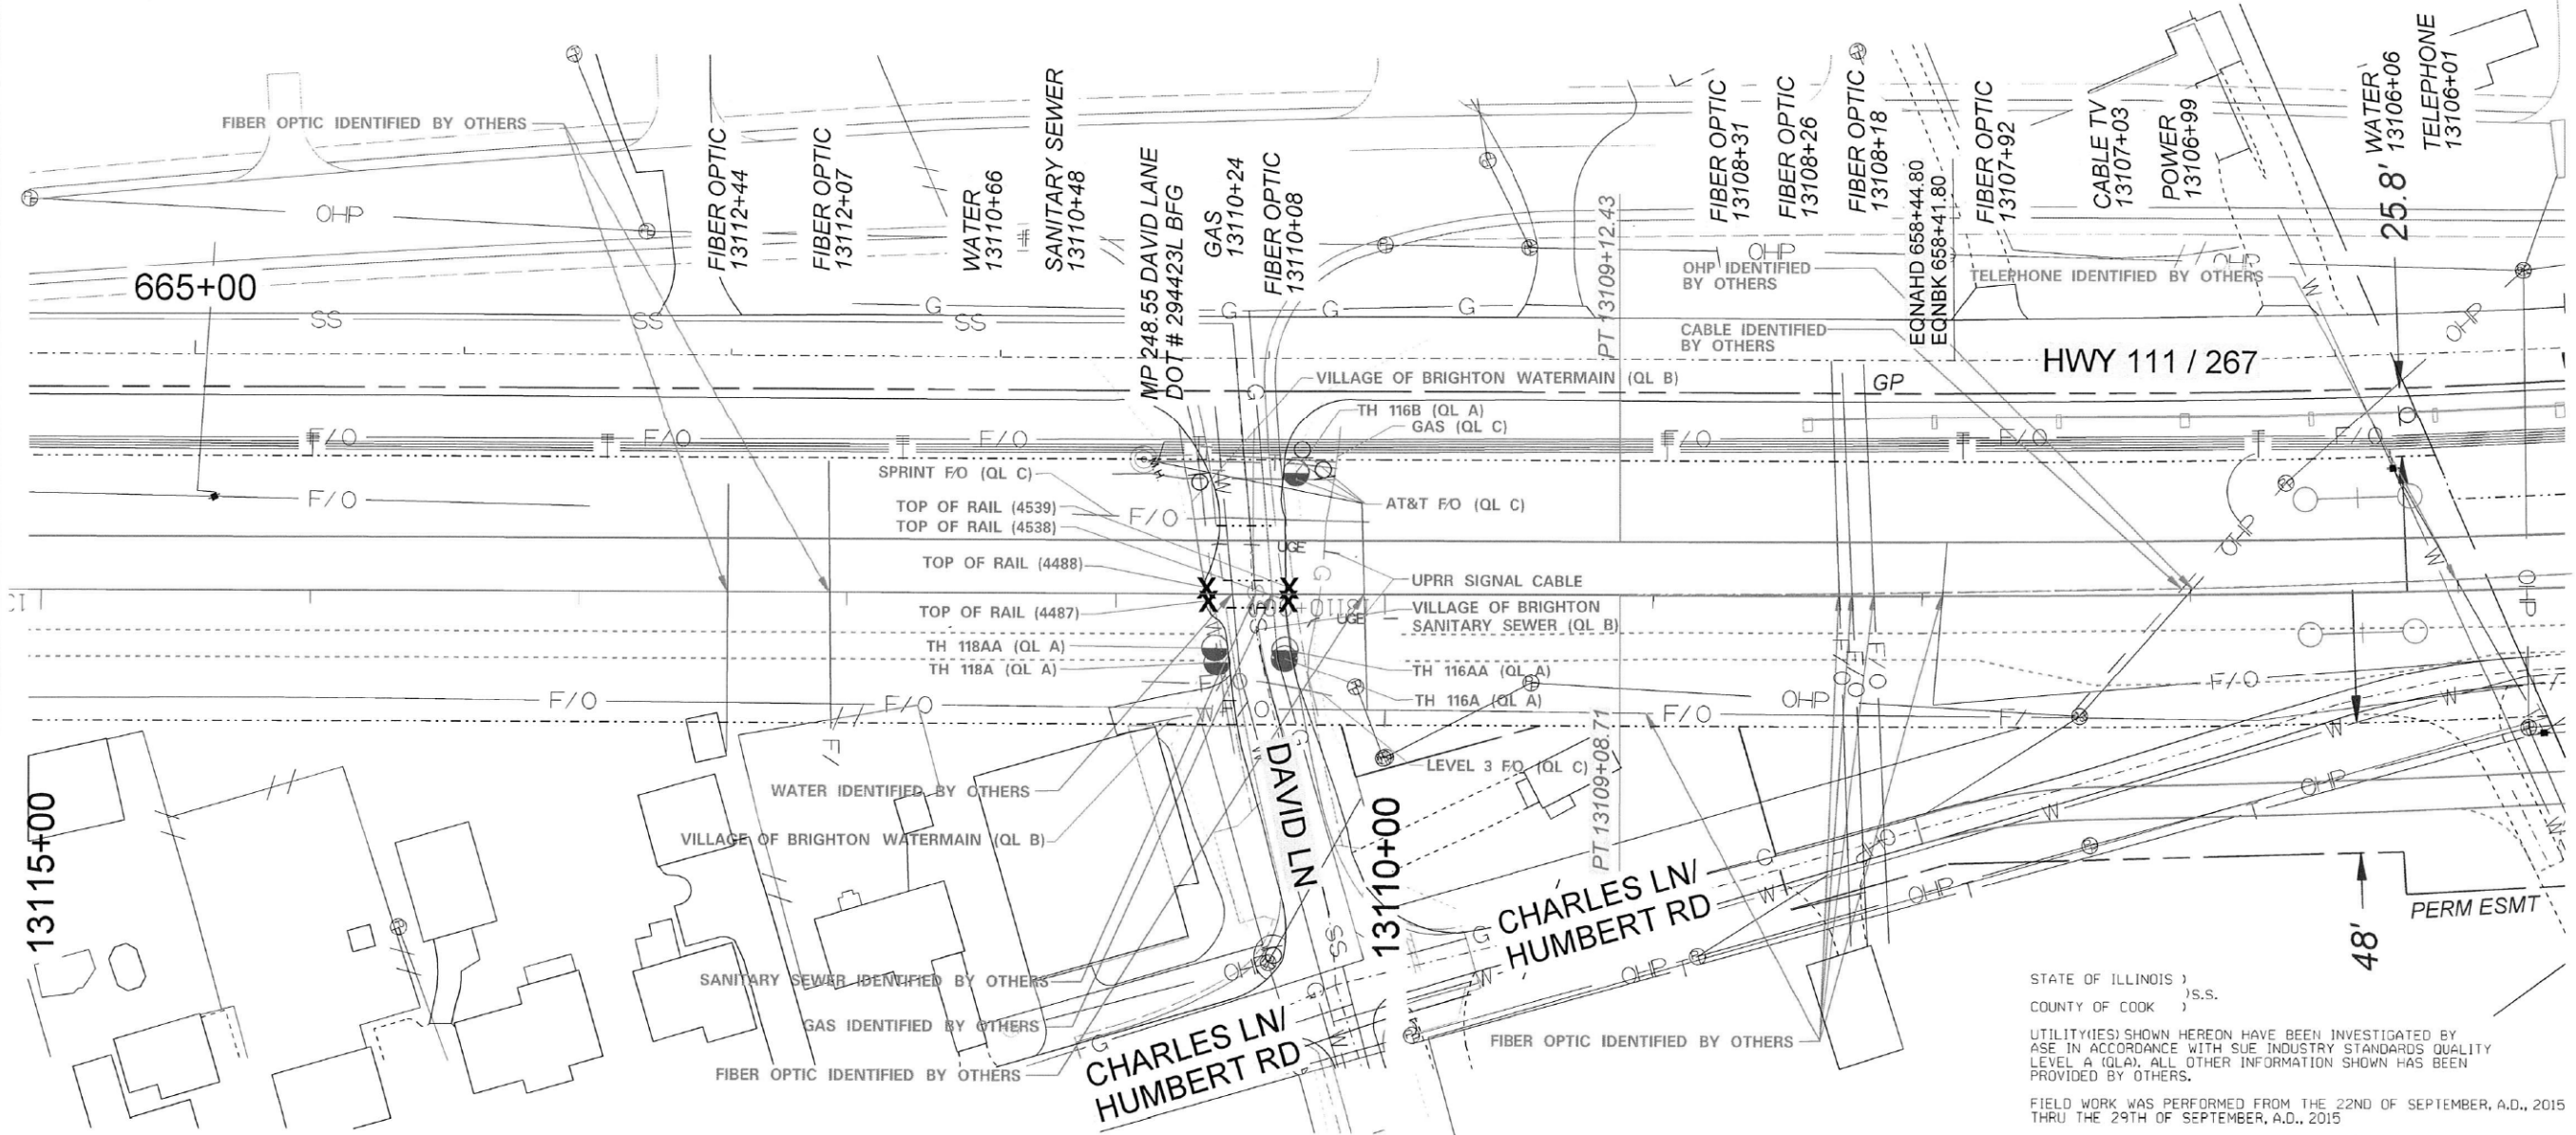 FIBER OPTIC IDENTIFIED BY OTHERS
OHP
665+00
FIBER OPTIC
13112+44
FIBER OPTIC
13112+07
WATER
13110+66
SANITARY SEWER
13110+48
MP 248.55 DAVID LANE
DOT # 294423L BFG
GAS
13110+24
FIBER OPTIC
13110+08
PT 13109+12.43
FIBER OPTIC
13108+31
FIBER OPTIC
13108+26
FIBER OPTIC
13108+18
EQNAHD 658+44.80
EQNBK 658+41.80
FIBER OPTIC
13107+92
CABLE TV
13107+03
POWER
13106+99
WATER
13106+06
TELEPHONE
13106+01
25.8'
OHP
OHP
OHP IDENTIFIED
BY OTHERS
TELEPHONE IDENTIFIED BY OTHERS
W
OHP
SS
SS
SS
G
G
G
G
CABLE IDENTIFIED
BY OTHERS
HWY 111 / 267
GP
VILLAGE OF BRIGHTON WATERMAIN (QL B)
G
TH 116B (QL A)
GAS (QL C)
F/O
F/O
F/O
F/O
F/O
F/O
SPRINT F/O (QL C)
W
F/O
TOP OF RAIL (4539)
F/O
AT&T F/O (QL C)
TOP OF RAIL (4538)
UGE
OHP
W
TOP OF RAIL (4488)
G
UPRR SIGNAL CABLE
OHP
TOP OF RAIL (4487)
13110+00
UGE
VILLAGE OF BRIGHTON
SANITARY SEWER (QL B)
TH 118AA (QL A)
TH 118A (QL A)
TH 116AA (QL A)
TH 116A (QL A)
F/O
F/O
F/O
F/O
F/O
OHP
F/O
F/O
F/O
F/
F/O
W
W
F/
DAVID LN
G
LEVEL 3 F/O (QL C)
PT 13109+08.71
WATER IDENTIFIED BY OTHERS
OHP
VILLAGE OF BRIGHTON WATERMAIN (QL B)
13115+00
13110+00
W
T
G
W
OHP
T
CHARLES LN/
HUMBERT RD
PERM ESMT
48'
SS
G
W
OHP
T
SANITARY SEWER IDENTIFIED BY OTHERS
GAS IDENTIFIED BY OTHERS
FIBER OPTIC IDENTIFIED BY OTHERS
G
G
W
CHARLES LN/
HUMBERT RD
FIBER OPTIC IDENTIFIED BY OTHERS
STATE OF ILLINOIS )
)S.S.
COUNTY OF COOK )
UTILITY(IES) SHOWN HEREON HAVE BEEN INVESTIGATED BY
ASE IN ACCORDANCE WITH SUE INDUSTRY STANDARDS QUALITY
LEVEL A (QLA). ALL OTHER INFORMATION SHOWN HAS BEEN
PROVIDED BY OTHERS.
FIELD WORK WAS PERFORMED FROM THE 22ND OF SEPTEMBER, A.D., 2015
THRU THE 29TH OF SEPTEMBER, A.D., 2015